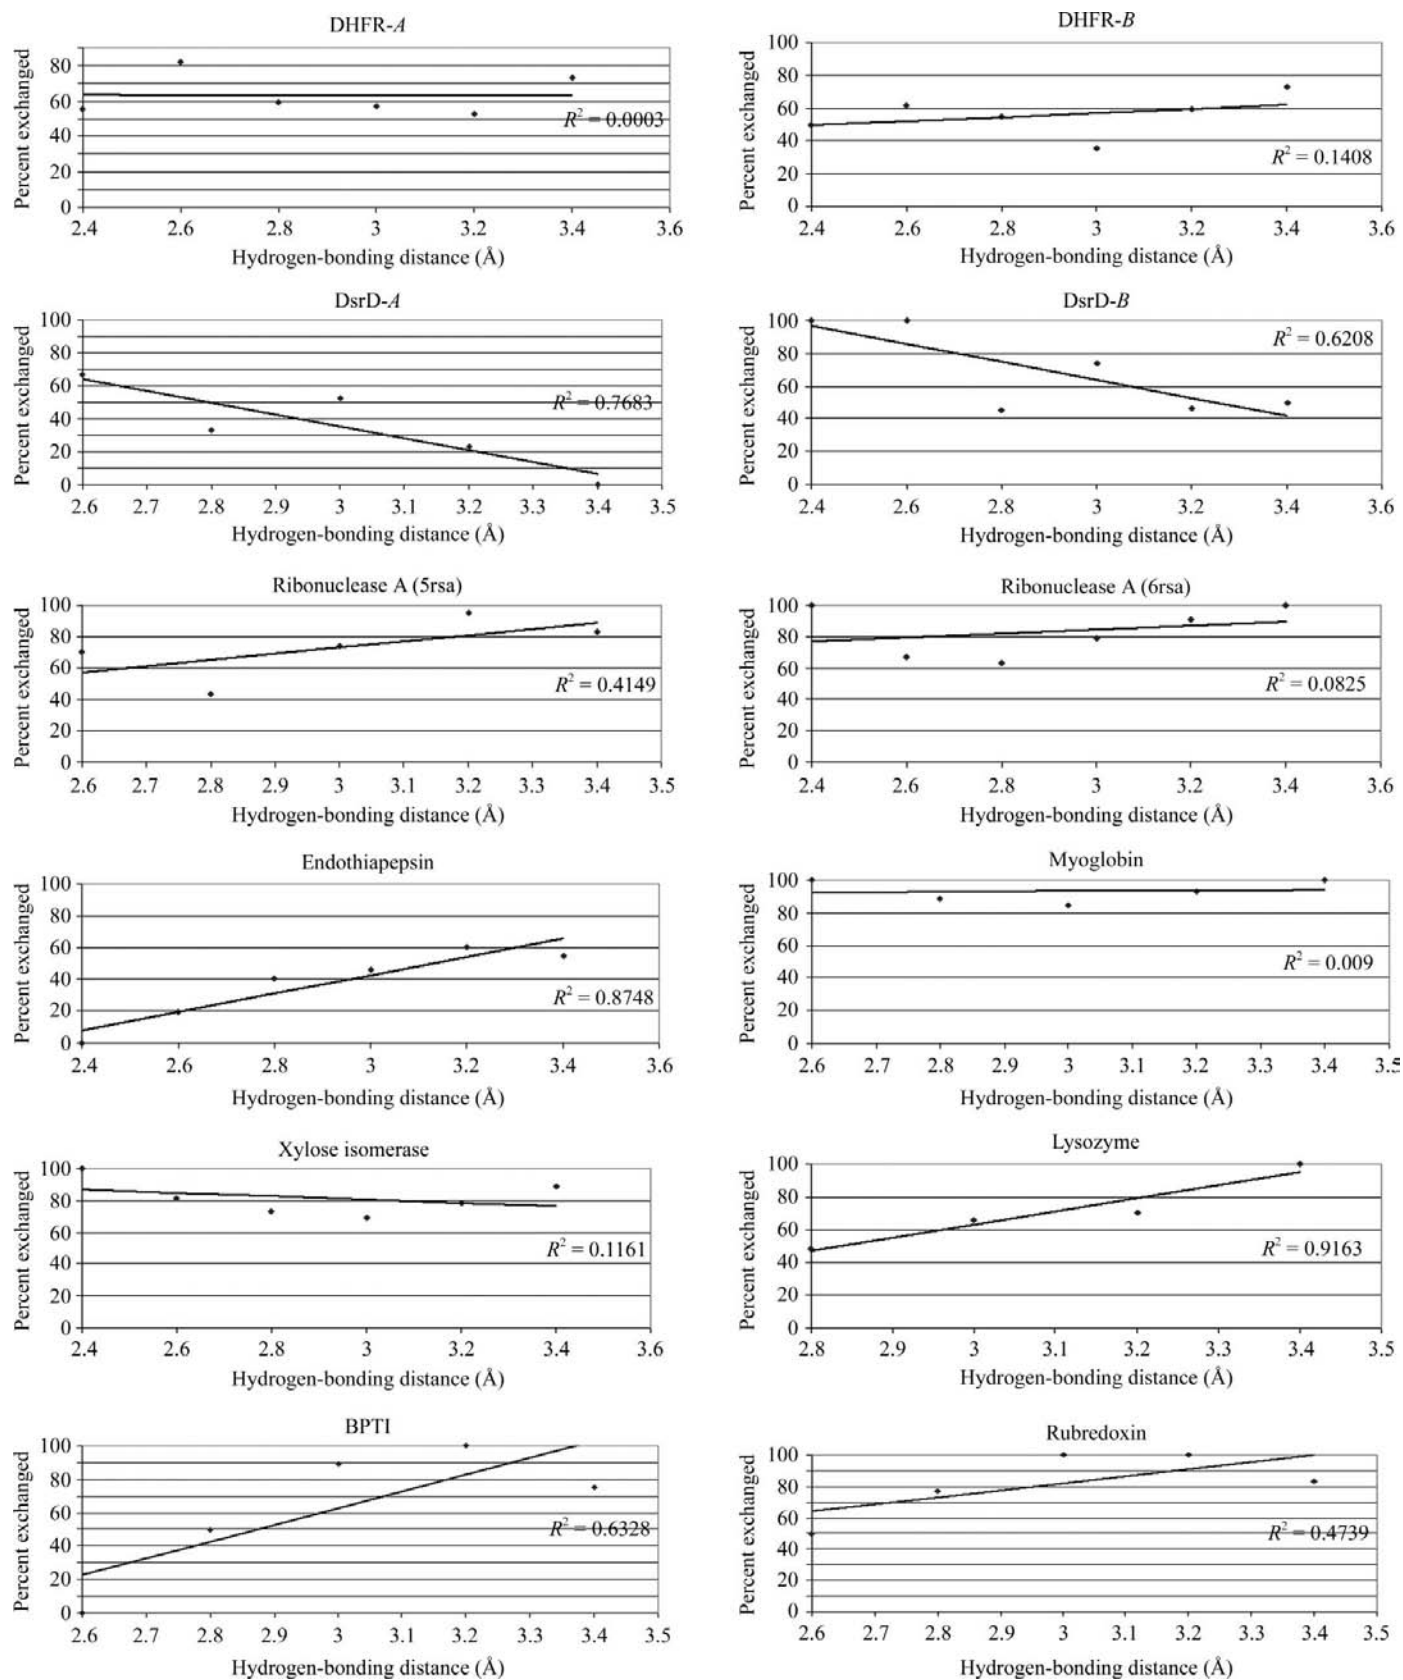 DHFR-A
Percent exchanged
80
60
40
20
0
R² = 0.0003
2.4 2.6 2.8 3 3.2 3.4 3.6
Hydrogen-bonding distance (Å)
DHFR-B
Percent exchanged
100
80
60
40
20
0
R² = 0.1408
2.4 2.6 2.8 3 3.2 3.4 3.6
Hydrogen-bonding distance (Å)
DsrD-A
Percent exchanged
100
80
60
40
20
0
R² = 0.7683
2.6 2.7 2.8 2.9 3 3.1 3.2 3.3 3.4 3.5
Hydrogen-bonding distance (Å)
DsrD-B
Percent exchanged
100
80
60
40
20
0
R² = 0.6208
2.4 2.6 2.8 3 3.2 3.4 3.6
Hydrogen-bonding distance (Å)
Ribonuclease A (5rsa)
Percent exchanged
100
80
60
40
20
0
R² = 0.4149
2.6 2.7 2.8 2.9 3 3.1 3.2 3.3 3.4 3.5
Hydrogen-bonding distance (Å)
Ribonuclease A (6rsa)
Percent exchanged
100
80
60
40
20
0
R² = 0.0825
2.4 2.6 2.8 3 3.2 3.4 3.6
Hydrogen-bonding distance (Å)
Endothiapepsin
Percent exchanged
100
80
60
40
20
0
R² = 0.8748
2.4 2.6 2.8 3 3.2 3.4 3.6
Hydrogen-bonding distance (Å)
Myoglobin
Percent exchanged
100
80
60
40
20
0
R² = 0.009
2.6 2.7 2.8 2.9 3 3.1 3.2 3.3 3.4 3.5
Hydrogen-bonding distance (Å)
Xylose isomerase
Percent exchanged
100
80
60
40
20
0
R² = 0.1161
2.4 2.6 2.8 3 3.2 3.4 3.6
Hydrogen-bonding distance (Å)
Lysozyme
Percent exchanged
100
80
60
40
20
0
R² = 0.9163
2.8 2.9 3 3.1 3.2 3.3 3.4 3.5
Hydrogen-bonding distance (Å)
BPTI
Percent exchanged
100
80
60
40
20
0
R² = 0.6328
2.6 2.7 2.8 2.9 3 3.1 3.2 3.3 3.4 3.5
Hydrogen-bonding distance (Å)
Rubredoxin
Percent exchanged
100
80
60
40
20
0
R² = 0.4739
2.6 2.7 2.8 2.9 3 3.1 3.2 3.3 3.4 3.5
Hydrogen-bonding distance (Å)